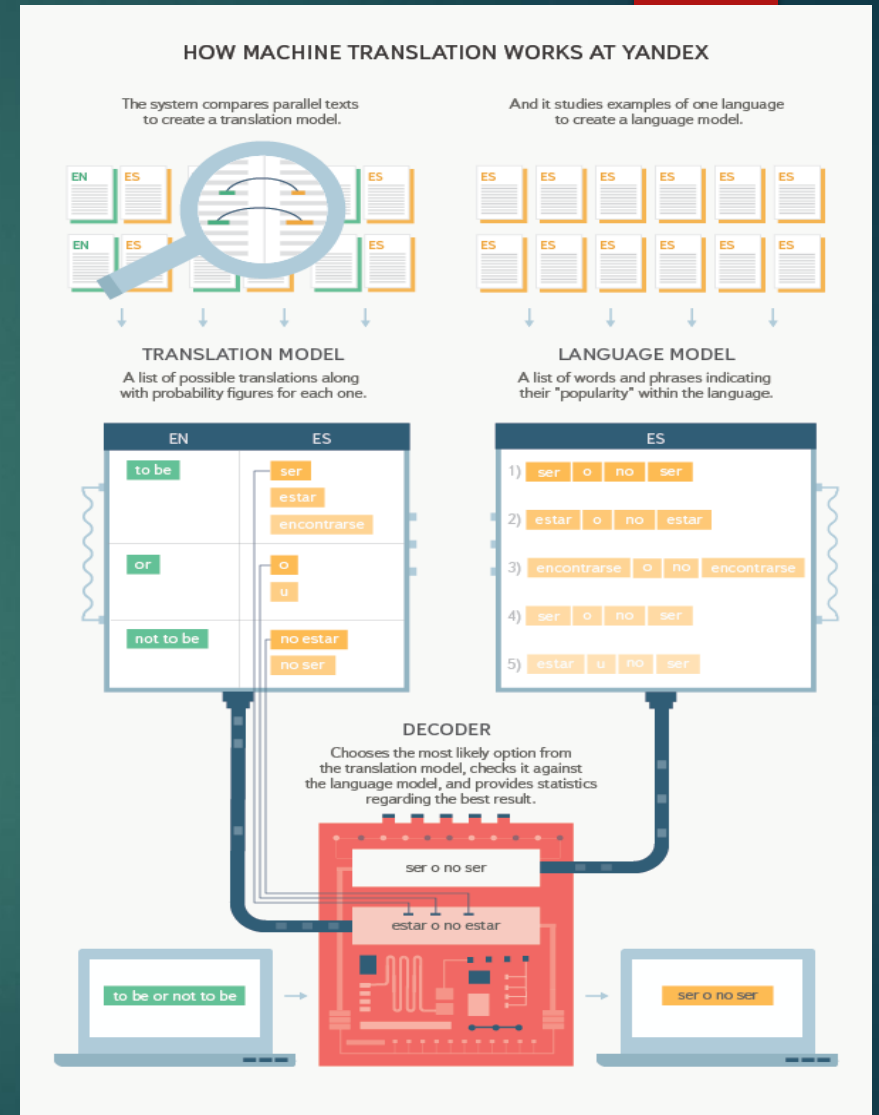 HOW MACHINE TRANSLATION WORKS AT YANDEX
The system compares parallel texts
to create a translation model.
And it studies examples of one language
to create a language model.
EN ES ES
EN ES ES
ES ES ES ES ES ES
ES ES ES ES ES ES
TRANSLATION MODEL
A list of possible translations along
with probability figures for each one.
LANGUAGE MODEL
A list of words and phrases indicating
their "popularity" within the language.
EN ES
to be ser
estar
encontrarse
or o
u
not to be no estar
no ser
ES
1) ser o no ser
2) estar o no estar
3) encontrarse o no encontrarse
4) ser o no ser
5) estar u no ser
DECODER
Chooses the most likely option from
the translation model, checks it against
the language model, and provides statistics
regarding the best result.
ser o no ser
estar o no estar
to be or not to be
ser o no ser